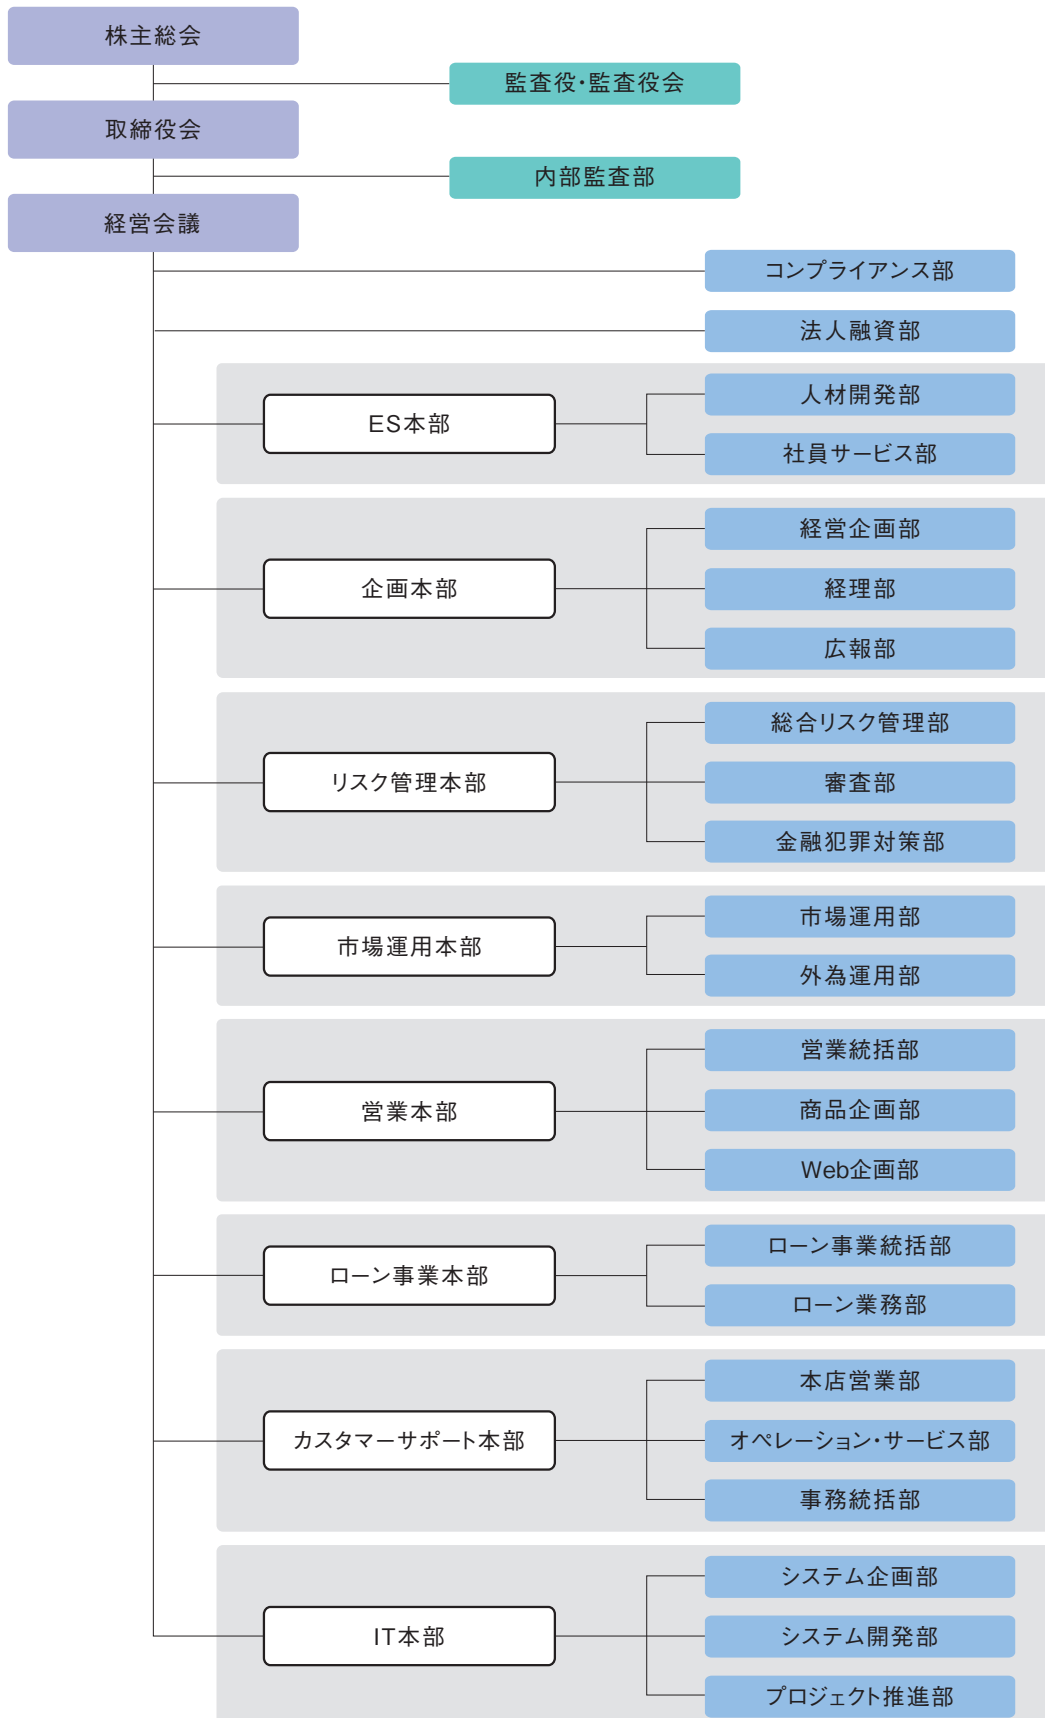 株主総会
監査役・監査役会
取締役会
内部監査部
経営会議
コンプライアンス部
法人融資部
ES本部
人材開発部
社員サービス部
企画本部
経営企画部
経理部
広報部
リスク管理本部
総合リスク管理部
審査部
金融犯罪対策部
市場運用本部
市場運用部
外為運用部
営業本部
営業統括部
商品企画部
Web企画部
ローン事業本部
ローン事業統括部
ローン業務部
カスタマーサポート本部
本店営業部
オペレーション・サービス部
事務統括部
IT本部
システム企画部
システム開発部
プロジェクト推進部